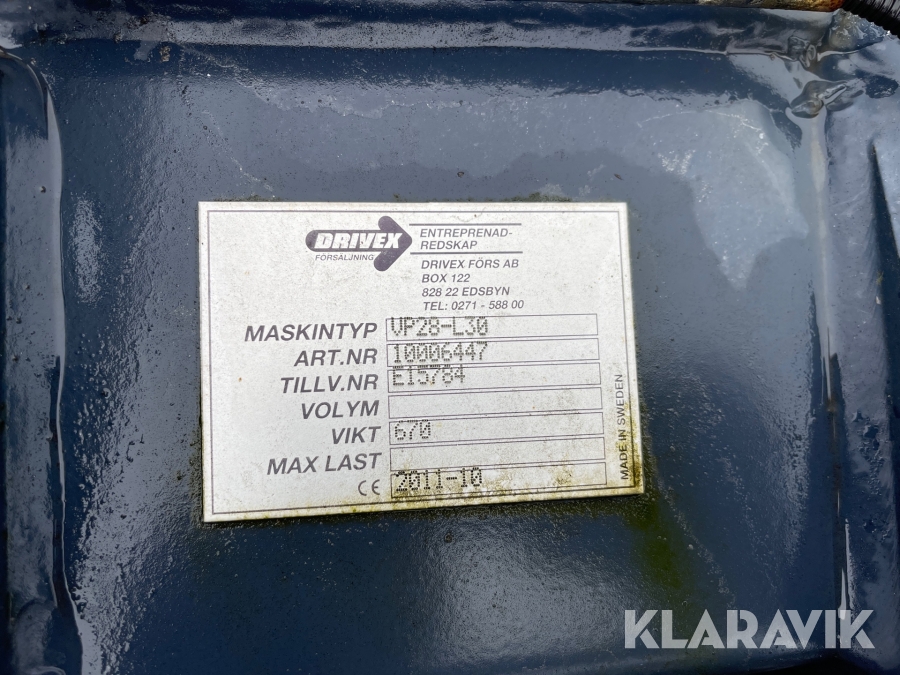 DRIVEX
FÖRSÄLJNING
ENTREPRENAD-
REDSKAP
DRIVEX FÖRS AB
BOX 122
828 22 EDSBYN
TEL: 0271 - 588 00
MASKINTYP VP28-L30
ART.NR 10006447
TILLV.NR E15784
VOLYM
VIKT 670
MAX LAST
CE 2011-10
MADE IN SWEDEN
KLARAVIK